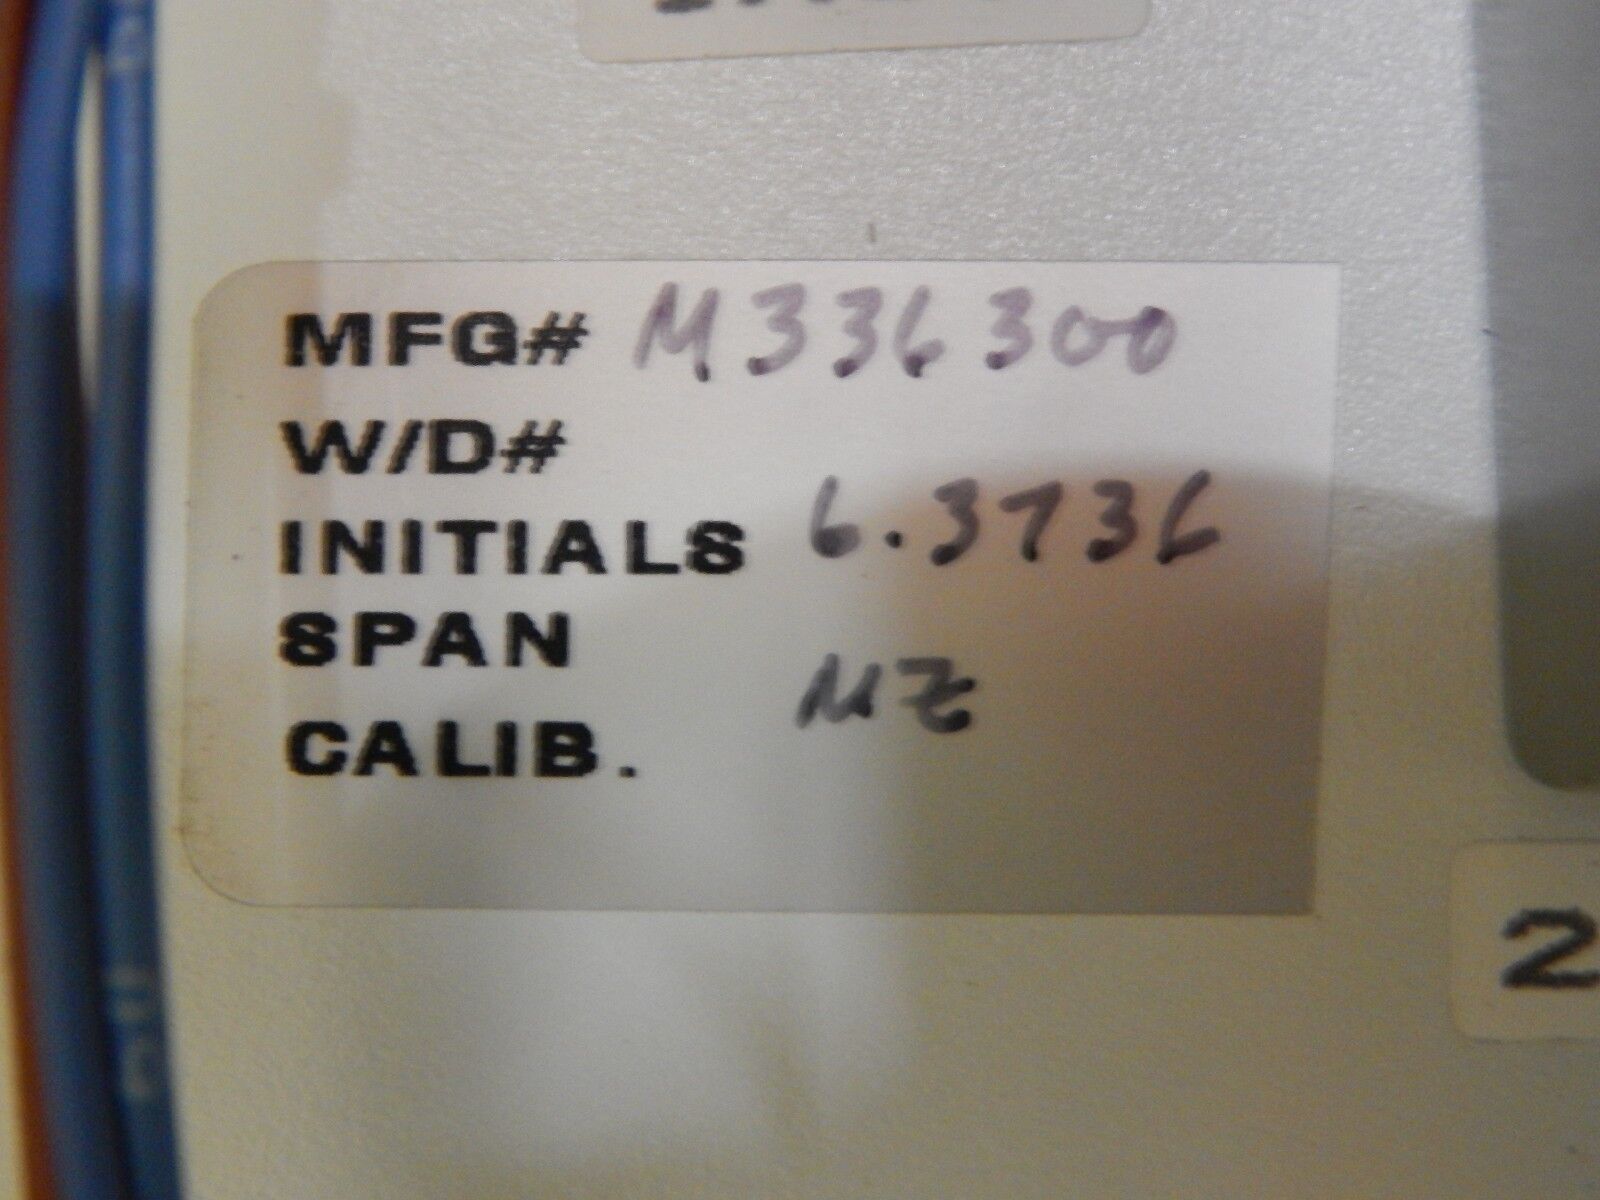 MFG# M336300
W/D#
INITIALS 6.3736
SPAN
MZ
CALIB.
2